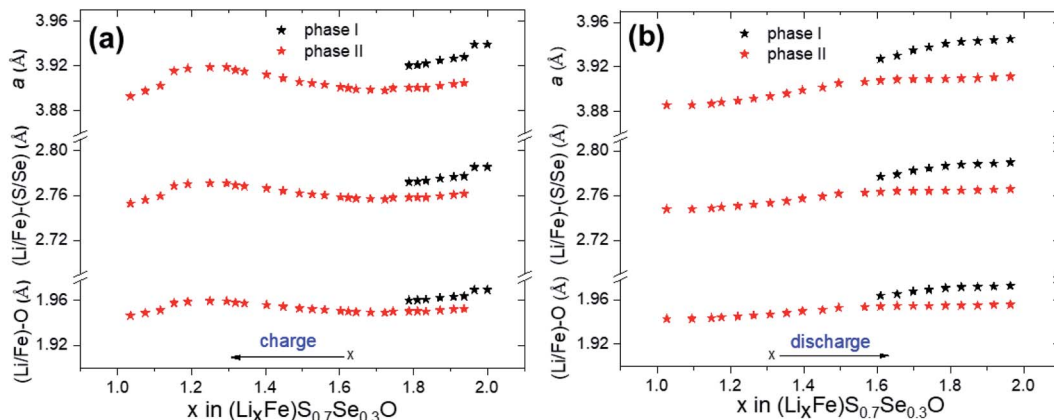 (a)
phase I
phase II
a (Å)
3.96
3.92
3.88
(Li/Fe)-(S/Se) (Å)
2.80
2.76
2.72
(Li/Fe)-O (Å)
1.96
1.92
charge
x
1.0 1.2 1.4 1.6 1.8 2.0
x in (LiXFe)S0.7Se0.3O
(b)
phase I
phase II
a (Å)
3.96
3.92
3.88
(Li/Fe)-(S/Se) (Å)
2.80
2.76
2.72
(Li/Fe)-O (Å)
1.96
1.92
x
discharge
1.0 1.2 1.4 1.6 1.8 2.0
x in (LiXFe)S0.7Se0.3O